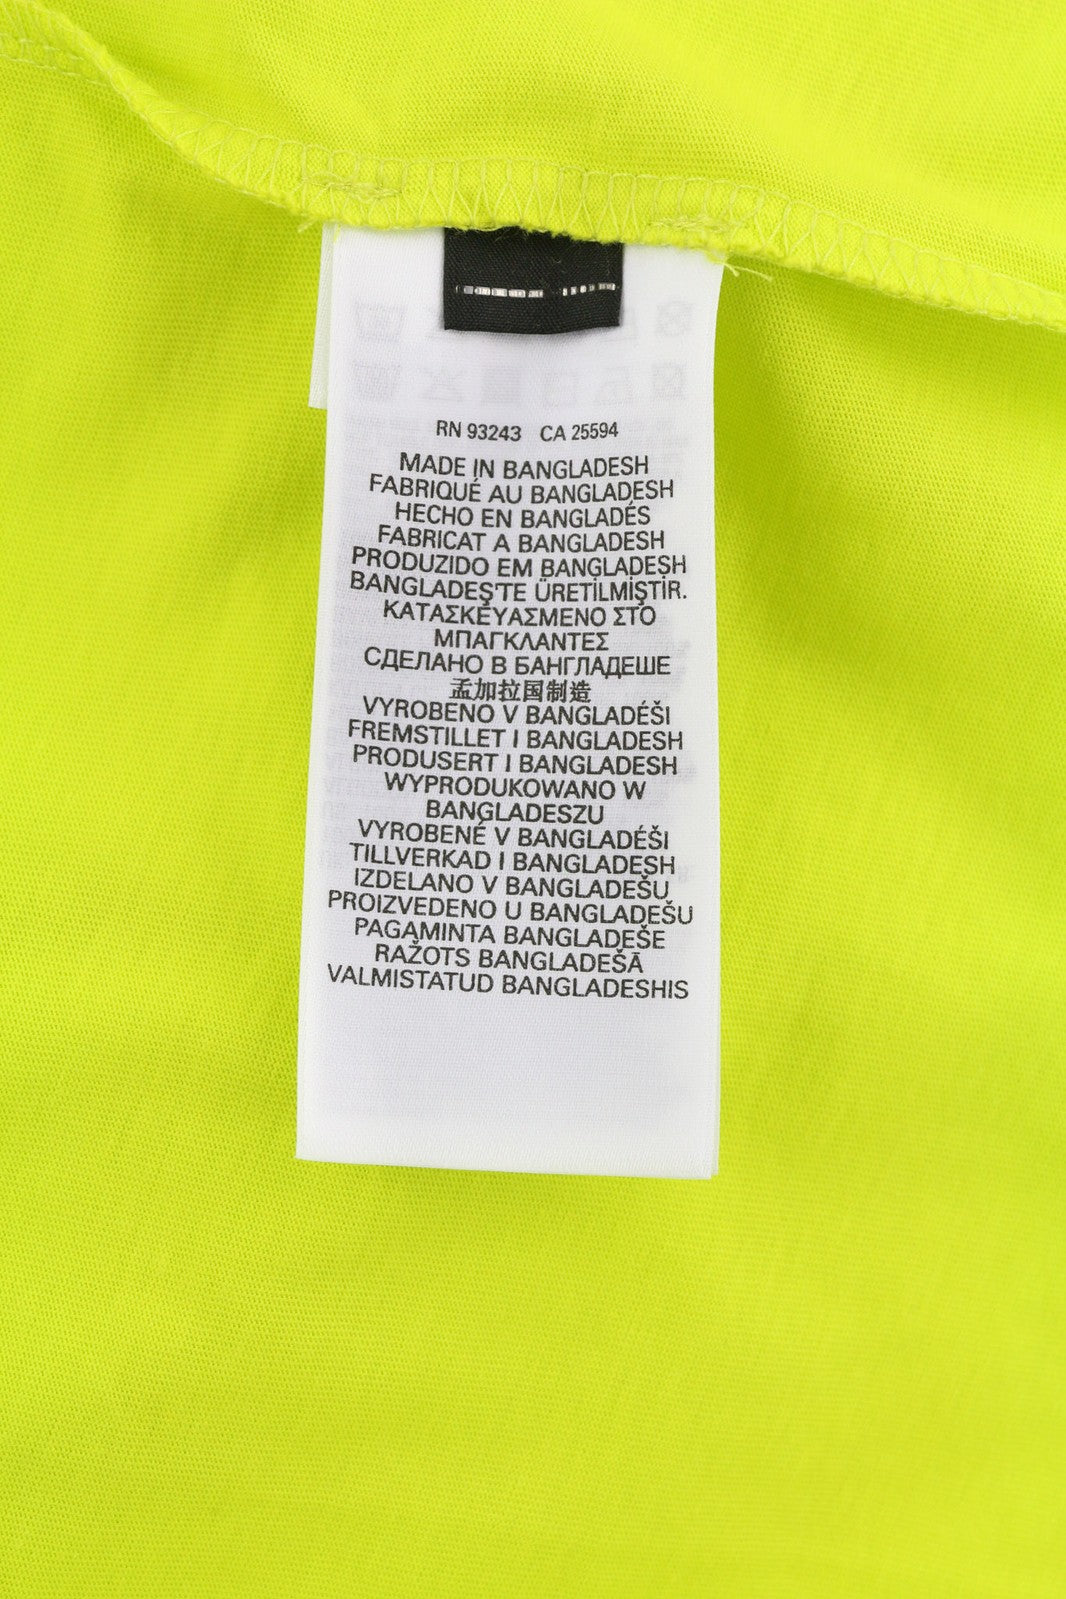 RN 93243 CA 25594
MADE IN BANGLADESH
FABRIQUÉ AU BANGLADESH
HECHO EN BANGLADÉS
FABRICAT A BANGLADESH
PRODUZIDO EM BANGLADESH
BANGLADEŞ'TE ÜRETİLMİŞTİR.
ΚΑΤΑΣΚΕΥΑΣΜΕΝΟ ΣΤΟ
ΜΠΑΓΚΛΑΝΤΕΣ
СДЕЛАНО В БАНГЛАДЕШЕ
孟加拉国制造
VYROBENO V BANGLADÉŠI
FREMSTILLET I BANGLADESH
PRODUSERT I BANGLADESH
WYPRODUKOWANO W
BANGLADESZU
VYROBENÉ V BANGLADÉŠI
TILLVERKAD I BANGLADESH
IZDELANO V BANGLADEŠU
PROIZVEDENO U BANGLADEŠU
PAGAMINTA BANGLADEŠE
RAŽOTS BANGLADEŠĀ
VALMISTATUD BANGLADESHIS